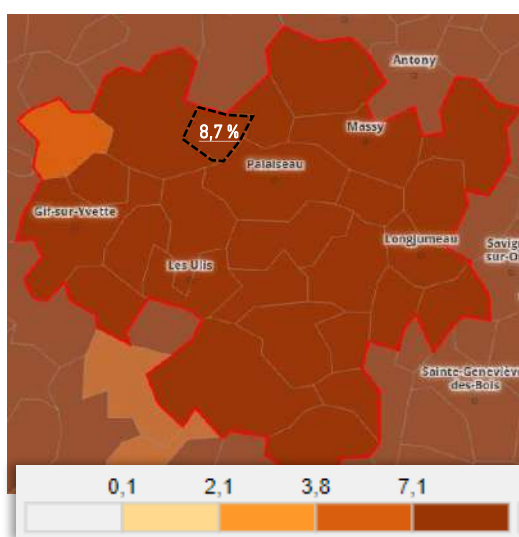 Antony
8,7 %
Massy
Palaiseau
Gif-sur-Yvette
Longjumeau
Savig
sur-O
Les Ulis
Sainte-Geneviève
des-Bois
0,1 2,1 3,8 7,1